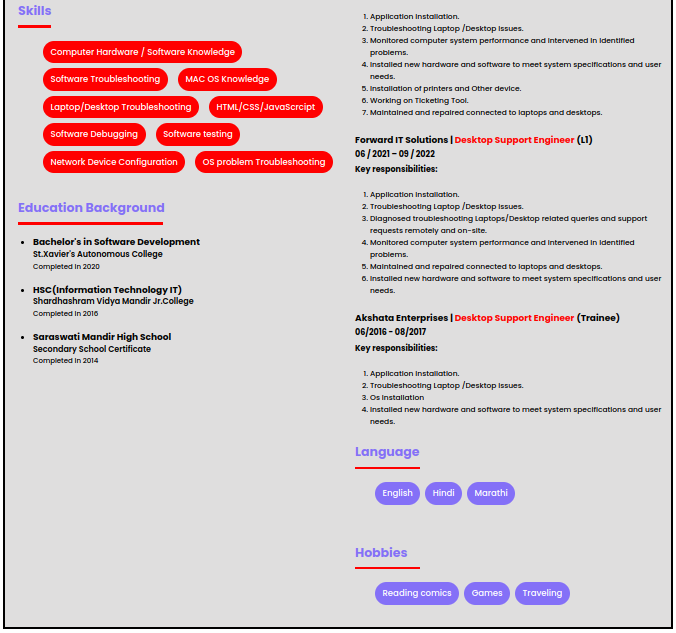 Skills
Computer Hardware / Software Knowledge
Software Troubleshooting
MAC OS Knowledge
Laptop/Desktop Troubleshooting
HTML/CSS/JavaScrcipt
Software Debugging
Software testing
Network Device Configuration
OS problem Troubleshooting
Education Background
Bachelor's in Software Development
St.Xavier's Autonomous College
Completed in 2020
HSC(Information Technology IT)
Shardhashram Vidya Mandir Jr.College
Completed in 2016
Saraswati Mandir High School
Secondary School Certificate
Completed in 2014
1. Application Installation.
2. Troubleshooting Laptop /Desktop Issues.
3. Monitored computer system performance and intervened in identified
problems.
4. Installed new hardware and software to meet system specifications and user
needs.
5. Installation of printers and Other device.
6. Working on Ticketing Tool.
7. Maintained and repaired connected to laptops and desktops.
Forward IT Solutions | Desktop Support Engineer (L1)
06 / 2021 – 09 / 2022
Key responsibilities:
1. Application Installation.
2. Troubleshooting Laptop /Desktop Issues.
3. Diagnosed troubleshooting Laptops/Desktop related queries and support
requests remotely and on-site.
4. Monitored computer system performance and intervened in identified
problems.
5. Maintained and repaired connected to laptops and desktops.
6. Installed new hardware and software to meet system specifications and user
needs.
Akshata Enterprises | Desktop Support Engineer (Trainee)
06/2016 - 08/2017
Key responsibilities:
1. Application Installation.
2. Troubleshooting Laptop /Desktop Issues.
3. Os Installation
4. Installed new hardware and software to meet system specifications and user
needs.
Language
English
Hindi
Marathi
Hobbies
Reading comics
Games
Traveling